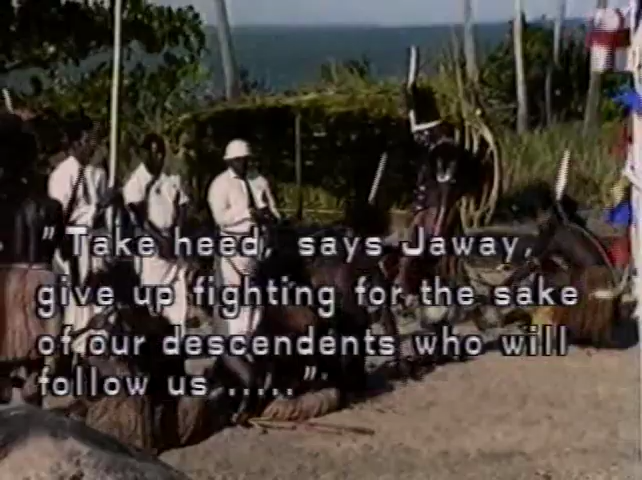 "Take heed, says Jaway,
give up fighting for the sake
of our descendents who will
follow us ....."